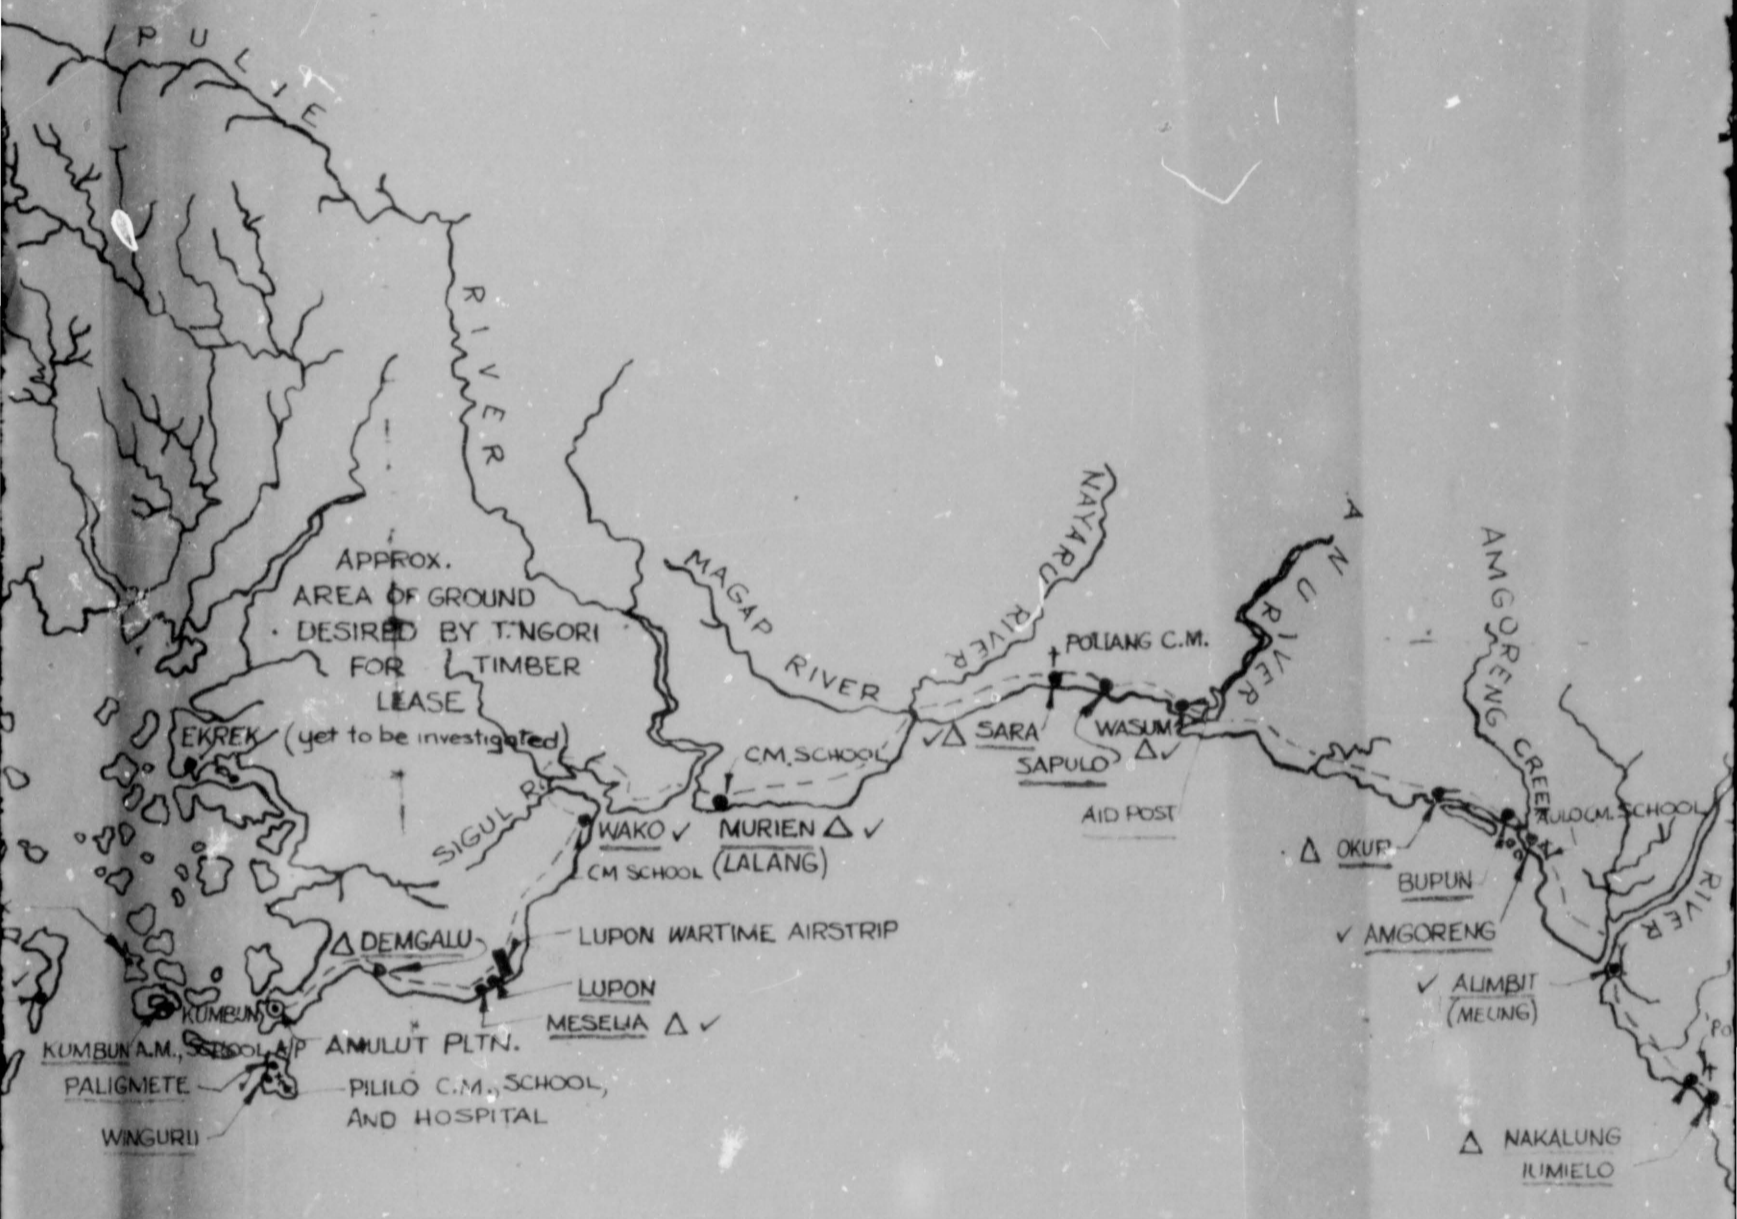 PULIE
RIVER
APPROX.
AREA OF GROUND
DESIRED BY T. NGORI
FOR TIMBER
LEASE
(yet to be investigated)
EKREK
SIGUL R.
MAGAP RIVER
NAYARU RIVER
POLIANG C.M.
ANU RIVER
AMGORENG CREEK
C.M. SCHOOL
✓ △ SARA
SAPULO
WASUM
△ ✓
AID POST
WAKO ✓
CM SCHOOL
MURIEN △ ✓
(LALANG)
AULO C.M. SCHOOL
△ OKUR
BUPUN
✓ AMGORENG
RIVER
✓ ALIMBIT
(MEUNG)
△ DEMGALU
LUPON WARTIME AIRSTRIP
LUPON
MESELIA △ ✓
KUMBUN
KUMBUN A.M., SCHOOL A/P
AMULUT PLTN.
PALIGMETE
PILILO C.M., SCHOOL,
AND HOSPITAL
WINGURU
Po
△ NAKALUNG
IUMIELO